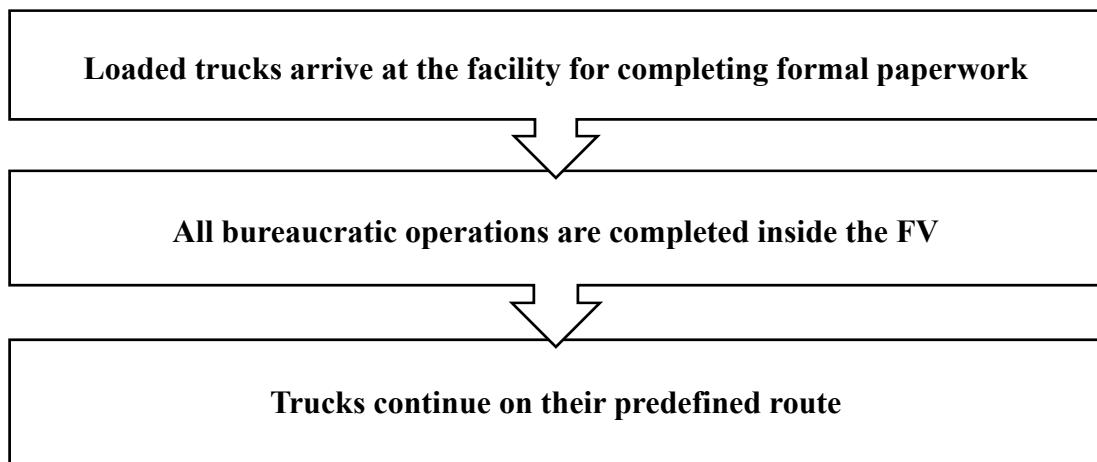 Loaded trucks arrive at the facility for completing formal paperwork
All bureaucratic operations are completed inside the FV
Trucks continue on their predefined route